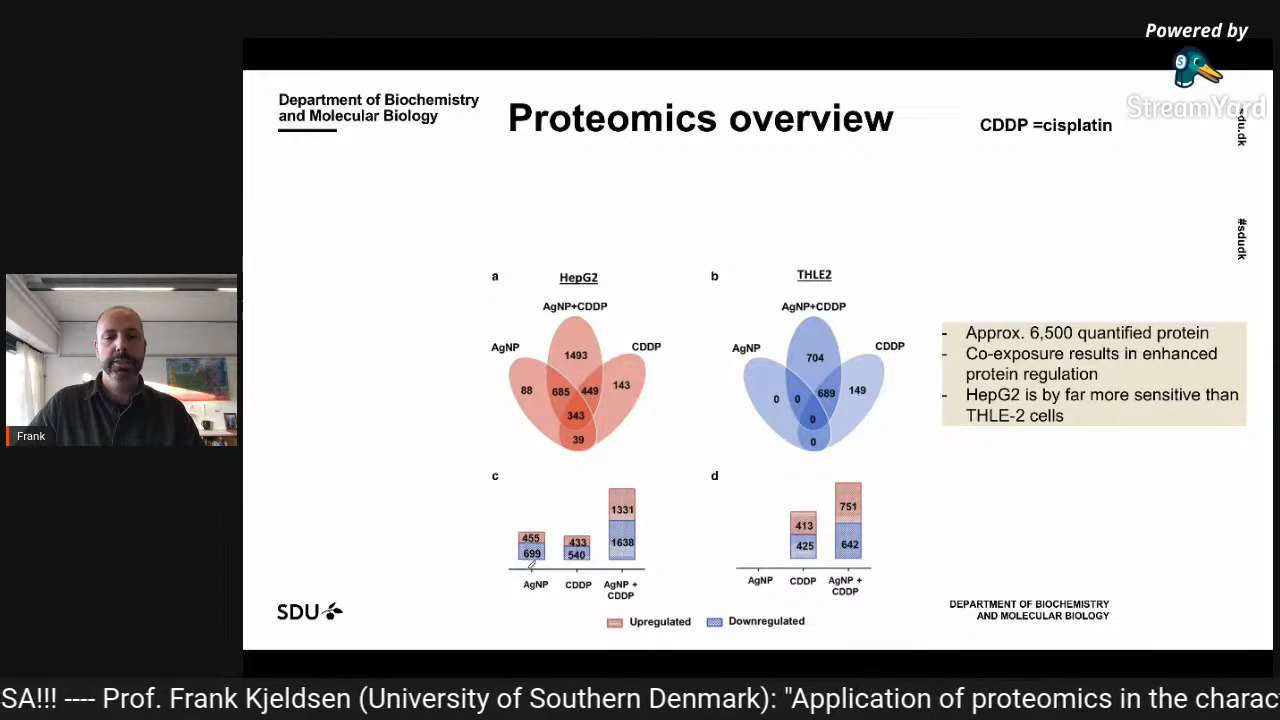 Powered by
StreamYard
Department of Biochemistry
and Molecular Biology
Proteomics overview
CDDP =cisplatin
#sdudk
a
HepG2
AgNP+CDDP
AgNP
CDDP
1493
88
685
449
143
343
39
b
THLE2
AgNP+CDDP
AgNP
CDDP
704
0
0
689
149
0
0
- Approx. 6,500 quantified protein
- Co-exposure results in enhanced
protein regulation
- HepG2 is by far more sensitive than
THLE-2 cells
Frank
c
455
699
433
540
1331
1638
AgNP
CDDP
AgNP +
CDDP
d
413
425
751
642
AgNP
CDDP
AgNP +
CDDP
Upregulated
Downregulated
SDU
DEPARTMENT OF BIOCHEMISTRY
AND MOLECULAR BIOLOGY
SA!!! ---- Prof. Frank Kjeldsen (University of Southern Denmark): "Application of proteomics in the charac